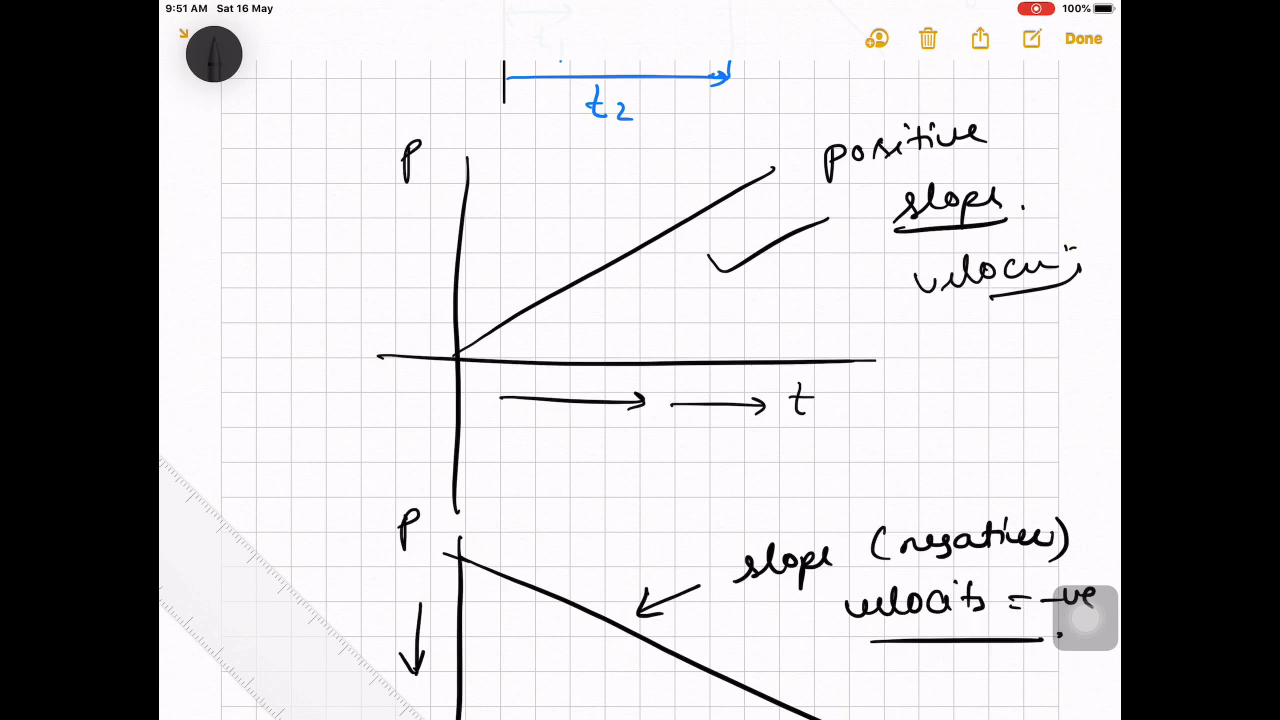 9:51 AM Sat 16 May
100%
Done
t2
P
positive
slope.
velocity
t
P
slope (negative)
velocity = -ve